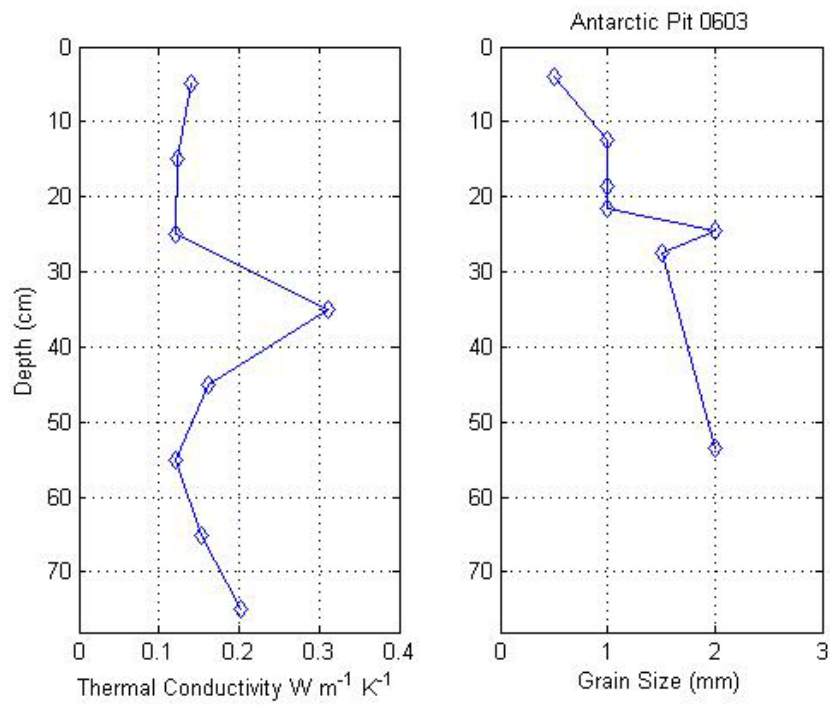 Antarctic Pit 0603
0
10
20
30
40
50
60
70
Depth (cm)
0 0.1 0.2 0.3 0.4
Thermal Conductivity W m⁻¹ K⁻¹
0
10
20
30
40
50
60
70
0 1 2 3
Grain Size (mm)